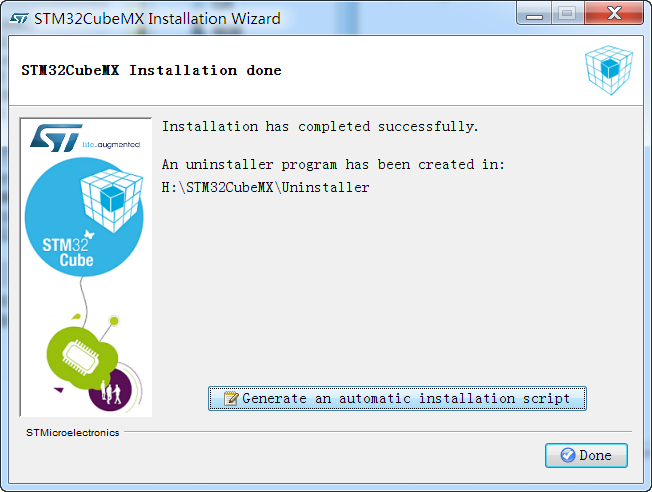 STM32CubeMX Installation Wizard
STM32CubeMX Installation done
ST life.augmented
STM32
Cube
Installation has completed successfully.
An uninstaller program has been created in:
H:\STM32CubeMX\Uninstaller
Generate an automatic installation script
STMicroelectronics
Done